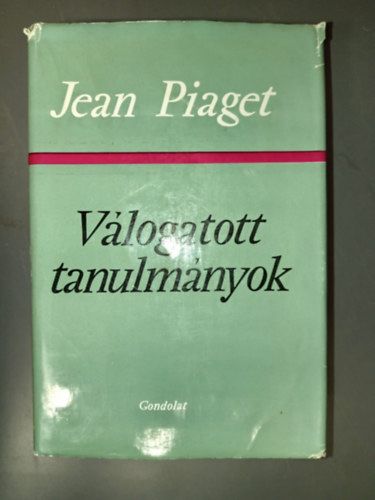 Jean Piaget
Válogatott
tanulmányok
Gondolat